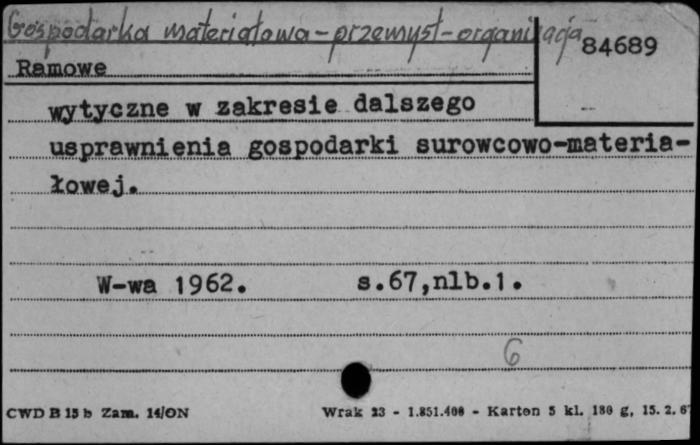 Gospodarka materiałowa-przemysł-organizacja
84689
Ramowe
wytyczne w zakresie dalszego
usprawnienia gospodarki surowcowo-materia-
łowej.
W-wa 1962. s.67,nlb.1.
6
CWD B 15 b Zam. 14/ON Wrak 23 - 1.851.400 - Karton 5 kl. 180 g, 15. 2. 6